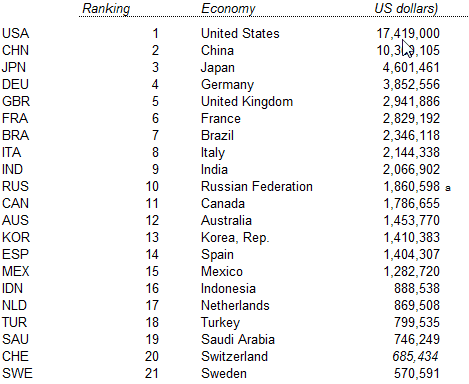 Ranking Economy US dollars)
USA 1 United States 17,419,000
CHN 2 China
JPN 3 Japan 4,601,461
DEU 4 Germany 3,852,556
GBR 5 United Kingdom 2,941,886
FRA 6 France 2,829,192
BRA 7 Brazil 2,346,118
ITA 8 Italy 2,144,338
IND 9 India 2,066,902
RUS 10 Russian Federation 1,860,598 a
CAN 11 Canada 1,786,655
AUS 12 Australia 1,453,770
KOR 13 Korea, Rep. 1,410,383
ESP 14 Spain 1,404,307
MEX 15 Mexico 1,282,720
IDN 16 Indonesia 888,538
NLD 17 Netherlands 869,508
TUR 18 Turkey 799,535
SAU 19 Saudi Arabia 746,249
CHE 20 Switzerland 685,434
SWE 21 Sweden 570,591